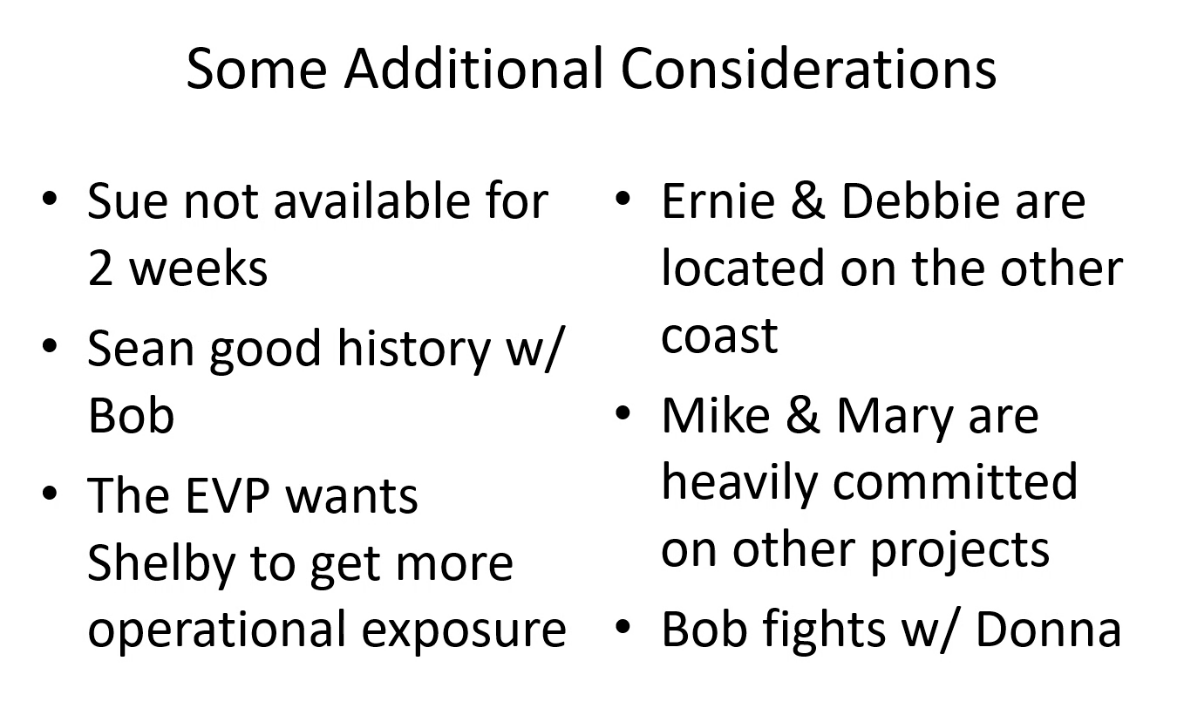 Some Additional Considerations
• Sue not available for
2 weeks
• Sean good history w/
Bob
• The EVP wants
Shelby to get more
operational exposure
• Ernie & Debbie are
located on the other
coast
• Mike & Mary are
heavily committed
on other projects
• Bob fights w/ Donna